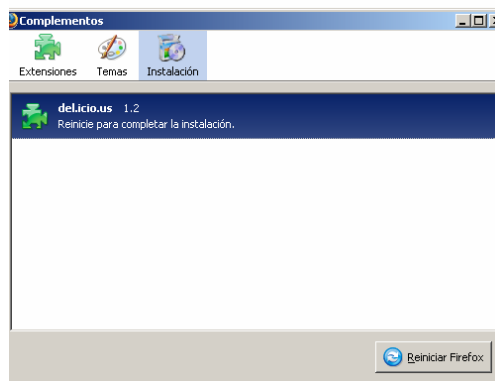 Complementos
Extensiones Temas Instalación
del.icio.us 1.2
Reinicie para completar la instalación.
Reiniciar Firefox